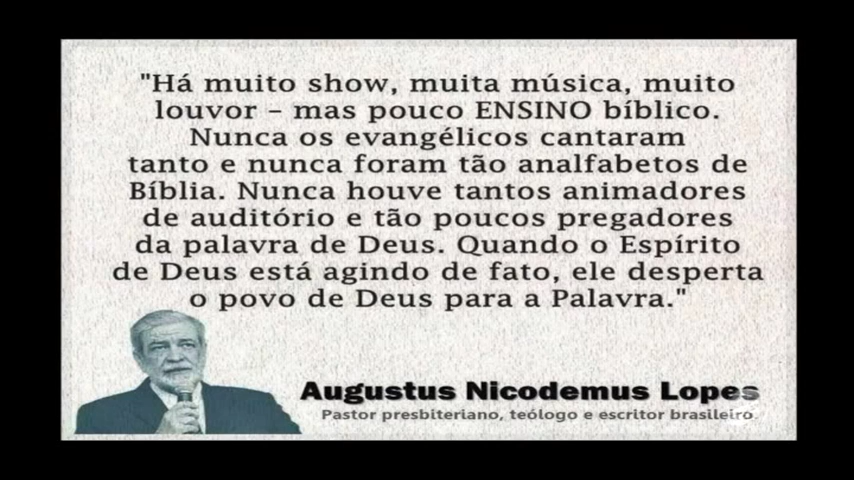 "Há muito show, muita música, muito
louvor – mas pouco ENSINO bíblico.
Nunca os evangélicos cantaram
tanto e nunca foram tão analfabetos de
Bíblia. Nunca houve tantos animadores
de auditório e tão poucos pregadores
da palavra de Deus. Quando o Espírito
de Deus está agindo de fato, ele desperta
o povo de Deus para a Palavra."
Augustus Nicodemus Lopes
Pastor presbiteriano, teólogo e escritor brasileiro.